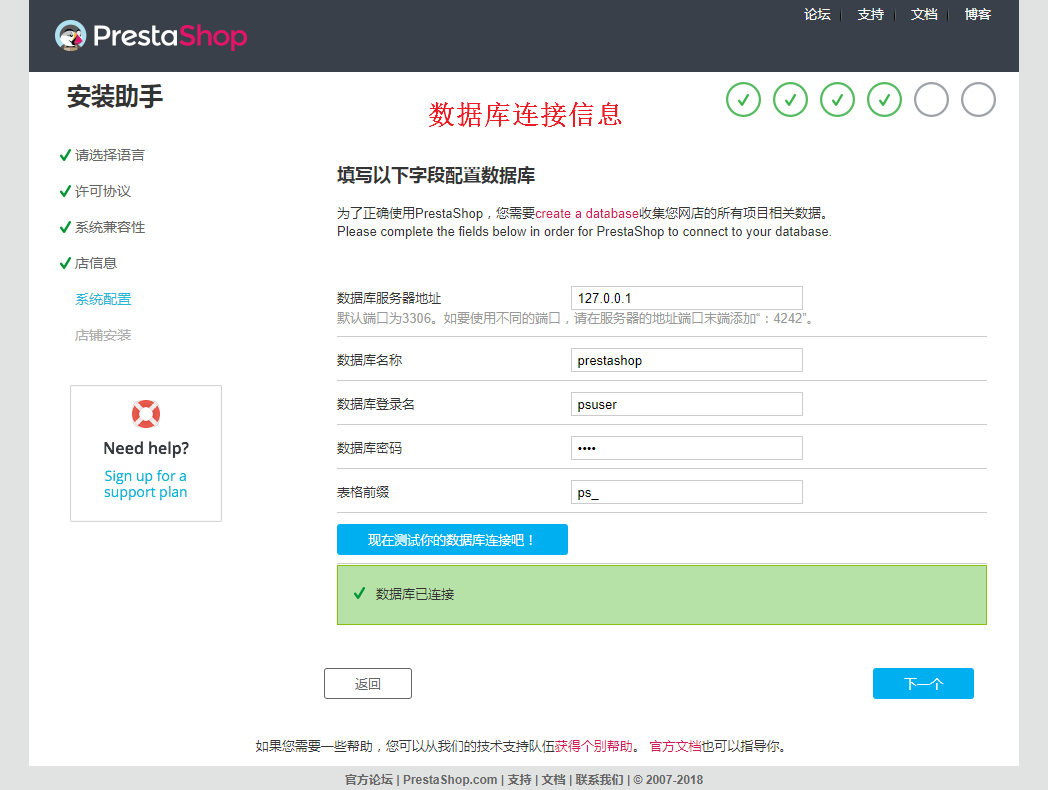 论坛 支持 文档 博客
PrestaShop
安装助手
数据库连接信息
请选择语言
许可协议
系统兼容性
店信息
系统配置
店铺安装
Need help?
Sign up for a
support plan
填写以下字段配置数据库
为了正确使用PrestaShop，您需要create a database收集您网店的所有项目相关数据。
Please complete the fields below in order for PrestaShop to connect to your database.
数据库服务器地址 127.0.0.1
默认端口为3306。如要使用不同的端口，请在服务器的地址端口末端添加“：4242”。
数据库名称 prestashop
数据库登录名 psuser
数据库密码 ••••
表格前缀 ps_
现在测试你的数据库连接吧！
数据库已连接
返回 下一个
如果您需要一些帮助，您可以从我们的技术支持队伍获得个别帮助。 官方文档也可以指导你。
官方论坛 | PrestaShop.com | 支持 | 文档 | 联系我们 | © 2007-2018